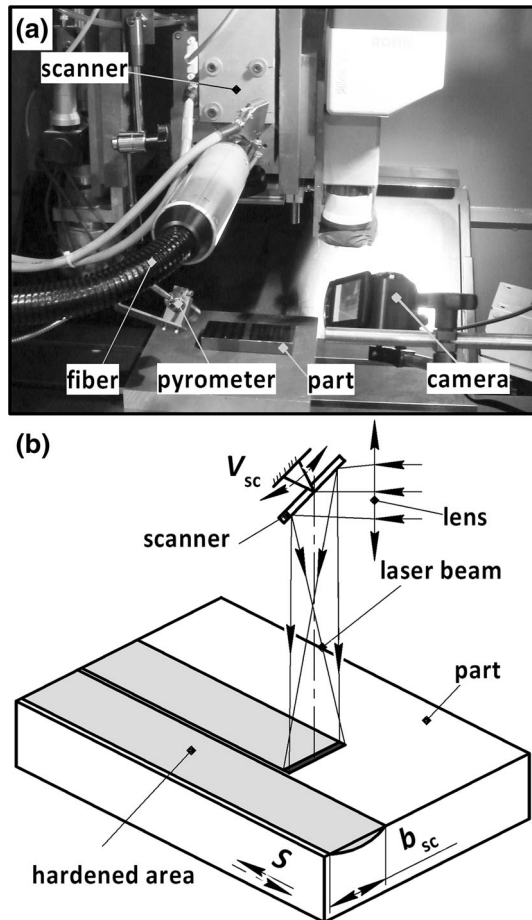 (a)
scanner
fiber
pyrometer
part
camera
(b)
V sc
scanner
lens
laser beam
part
hardened area
S
b sc